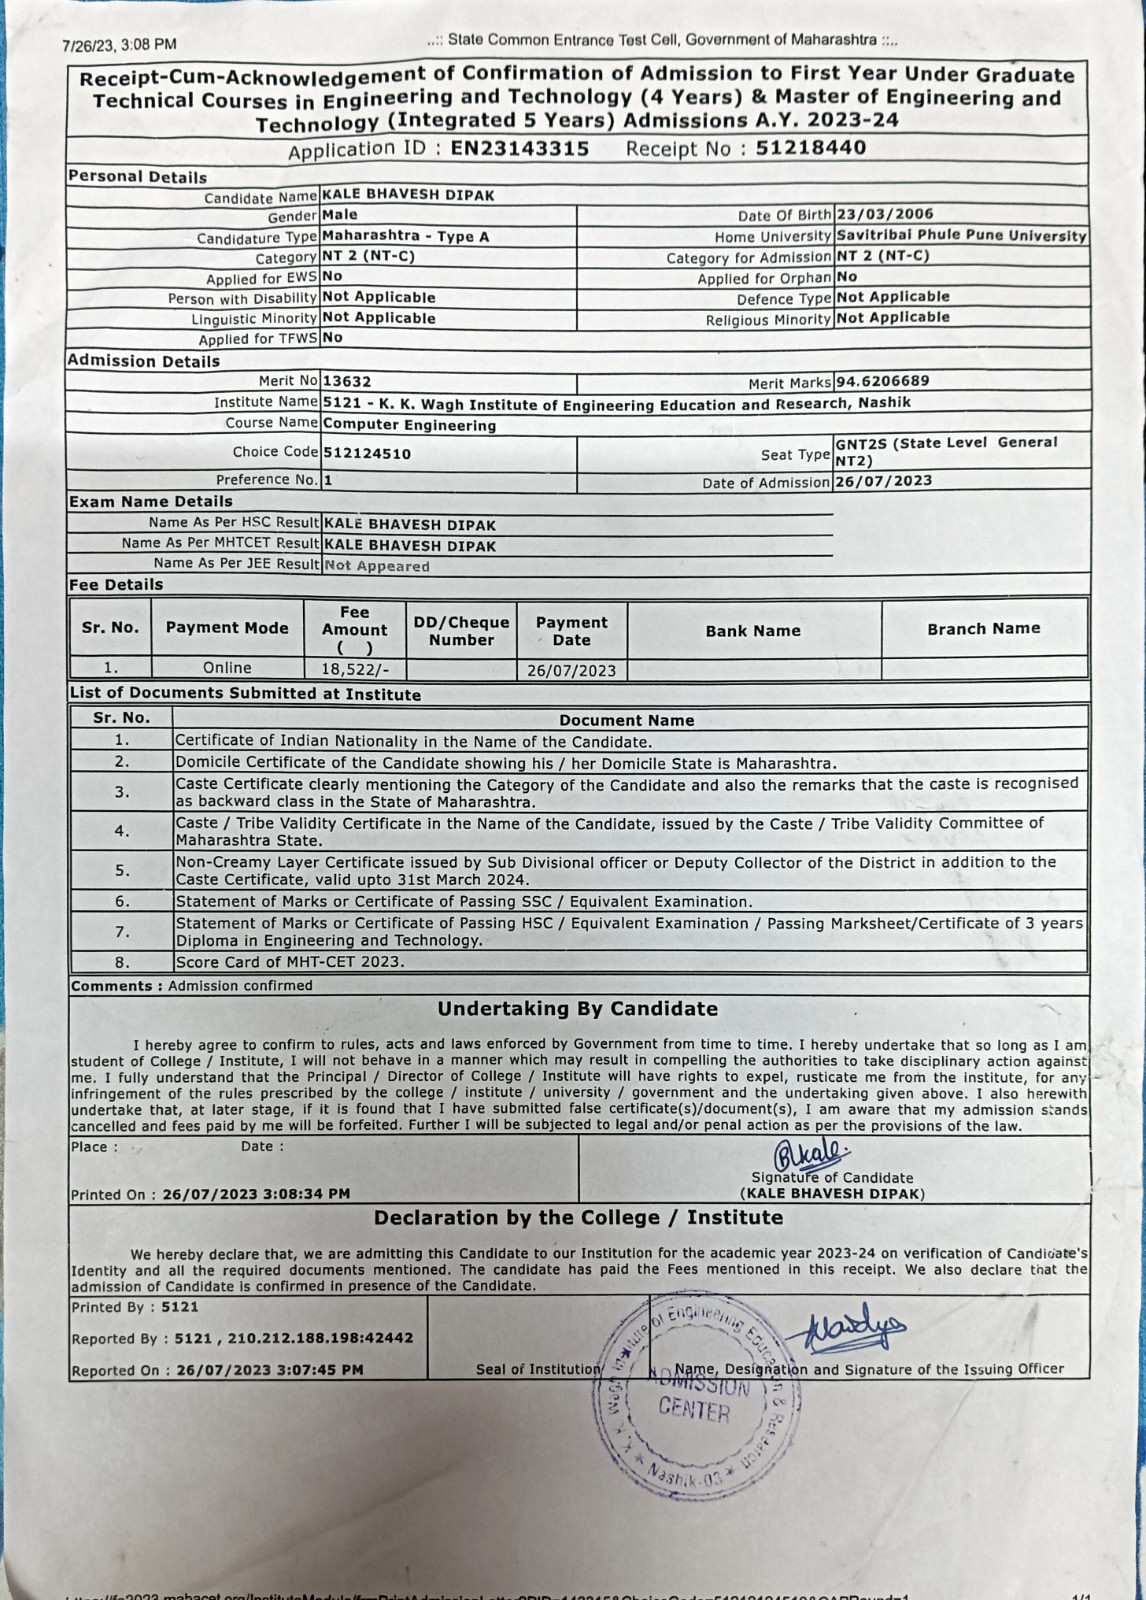 7/26/23, 3:08 PM
..:: State Common Entrance Test Cell, Government of Maharashtra ::..
Receipt-Cum-Acknowledgement of Confirmation of Admission to First Year Under Graduate
Technical Courses in Engineering and Technology (4 Years) & Master of Engineering and
Technology (Integrated 5 Years) Admissions A.Y. 2023-24
Application ID : EN23143315 Receipt No : 51218440
Personal Details
Candidate Name KALE BHAVESH DIPAK
Gender Male Date Of Birth 23/03/2006
Candidature Type Maharashtra - Type A Home University Savitribai Phule Pune University
Category NT 2 (NT-C) Category for Admission NT 2 (NT-C)
Applied for EWS No Applied for Orphan No
Person with Disability Not Applicable Defence Type Not Applicable
Linguistic Minority Not Applicable Religious Minority Not Applicable
Applied for TFWS No
Admission Details
Merit No 13632 Merit Marks 94.6206689
Institute Name 5121 - K. K. Wagh Institute of Engineering Education and Research, Nashik
Course Name Computer Engineering
Choice Code 512124510 Seat Type GNT2S (State Level General
NT2)
Preference No. 1 Date of Admission 26/07/2023
Exam Name Details
Name As Per HSC Result KALE BHAVESH DIPAK
Name As Per MHTCET Result KALE BHAVESH DIPAK
Name As Per JEE Result Not Appeared
Fee Details
Sr. No. Payment Mode Fee Amount ( ) DD/Cheque Number Payment Date Bank Name Branch Name
1. Online 18,522/- 26/07/2023
List of Documents Submitted at Institute
Sr. No. Document Name
1. Certificate of Indian Nationality in the Name of the Candidate.
2. Domicile Certificate of the Candidate showing his / her Domicile State is Maharashtra.
3. Caste Certificate clearly mentioning the Category of the Candidate and also the remarks that the caste is recognised
as backward class in the State of Maharashtra.
4. Caste / Tribe Validity Certificate in the Name of the Candidate, issued by the Caste / Tribe Validity Committee of
Maharashtra State.
5. Non-Creamy Layer Certificate issued by Sub Divisional officer or Deputy Collector of the District in addition to the
Caste Certificate, valid upto 31st March 2024.
6. Statement of Marks or Certificate of Passing SSC / Equivalent Examination.
7. Statement of Marks or Certificate of Passing HSC / Equivalent Examination / Passing Marksheet/Certificate of 3 years
Diploma in Engineering and Technology.
8. Score Card of MHT-CET 2023.
Comments : Admission confirmed
Undertaking By Candidate
I hereby agree to confirm to rules, acts and laws enforced by Government from time to time. I hereby undertake that so long as I am
student of College / Institute, I will not behave in a manner which may result in compelling the authorities to take disciplinary action against
me. I fully understand that the Principal / Director of College / Institute will have rights to expel, rusticate me from the institute, for any
infringement of the rules prescribed by the college / institute / university / government and the undertaking given above. I also herewith
undertake that, at later stage, if it is found that I have submitted false certificate(s)/document(s), I am aware that my admission stands
cancelled and fees paid by me will be forfeited. Further I will be subjected to legal and/or penal action as per the provisions of the law.
Place : Date :
Signature of Candidate
Printed On : 26/07/2023 3:08:34 PM (KALE BHAVESH DIPAK)
Declaration by the College / Institute
We hereby declare that, we are admitting this Candidate to our Institution for the academic year 2023-24 on verification of Candidate's
Identity and all the required documents mentioned. The candidate has paid the Fees mentioned in this receipt. We also declare that the
admission of Candidate is confirmed in presence of the Candidate.
Printed By : 5121
Reported By : 5121 , 210.212.188.198:42442
Reported On : 26/07/2023 3:07:45 PM Seal of Institution Name, Designation and Signature of the Issuing Officer
K. K. Wagh Institute of Engineering Education & Research
ADMISSION
CENTER
* Nashik-03 *
1/1